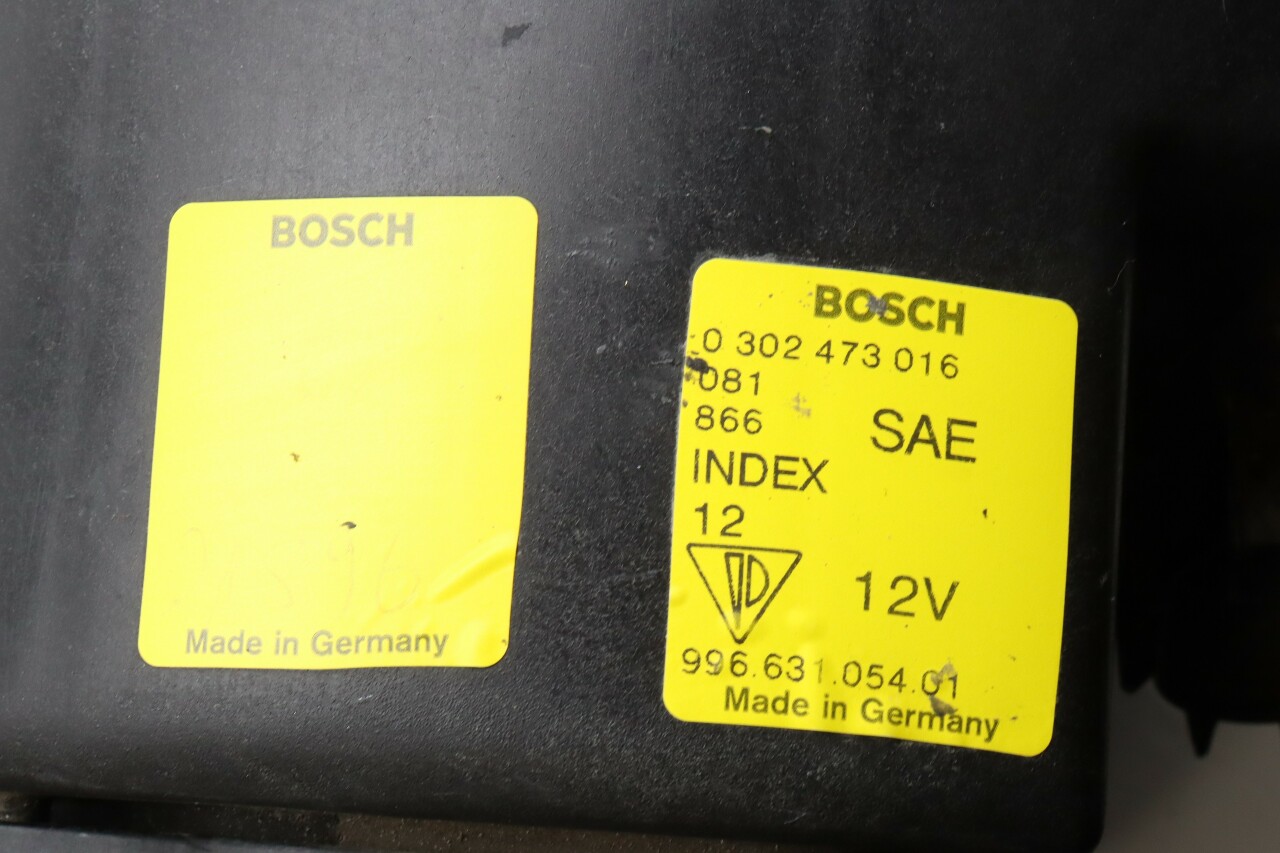 BOSCH
Made in Germany
BOSCH
0 302 473 016
081
866
SAE
INDEX
12
12V
996.631.054.01
Made in Germany